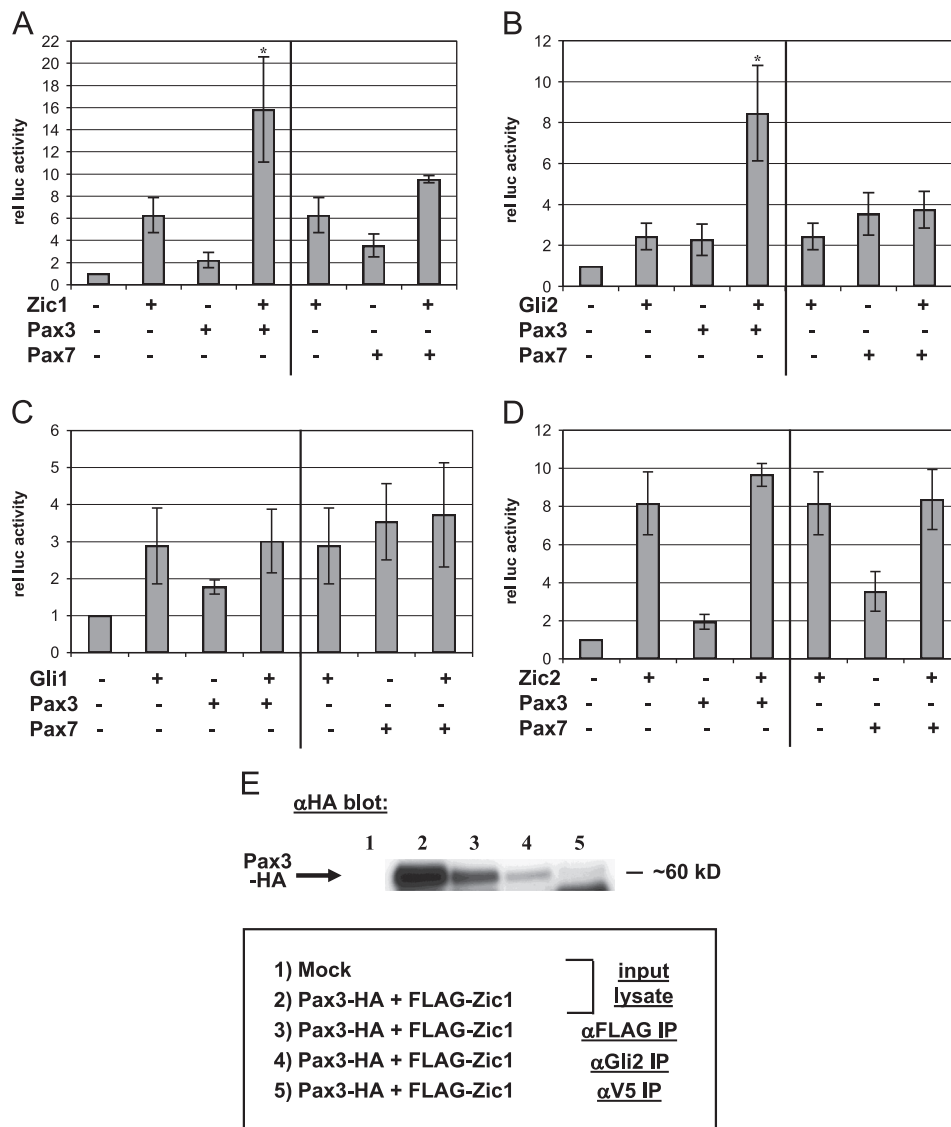 A
22
20
18
16
14
12
10
8
6
4
2
0
rel luc activity
*
Zic1 - + - + + - +
Pax3 - - + + - - -
Pax7 - - - - - + +
B
12
10
8
6
4
2
0
rel luc activity
*
Gli2 - + - + + - +
Pax3 - - + + - - -
Pax7 - - - - - + +
C
6
5
4
3
2
1
0
rel luc activity
Gli1 - + - + + - +
Pax3 - - + + - - -
Pax7 - - - - - + +
D
12
10
8
6
4
2
0
rel luc activity
Zic2 - + - + + - +
Pax3 - - + + - - -
Pax7 - - - - - + +
E
αHA blot:
1 2 3 4 5
Pax3
-HA
— ~60 kD
1) Mock input
2) Pax3-HA + FLAG-Zic1 lysate
3) Pax3-HA + FLAG-Zic1 αFLAG IP
4) Pax3-HA + FLAG-Zic1 αGli2 IP
5) Pax3-HA + FLAG-Zic1 αV5 IP